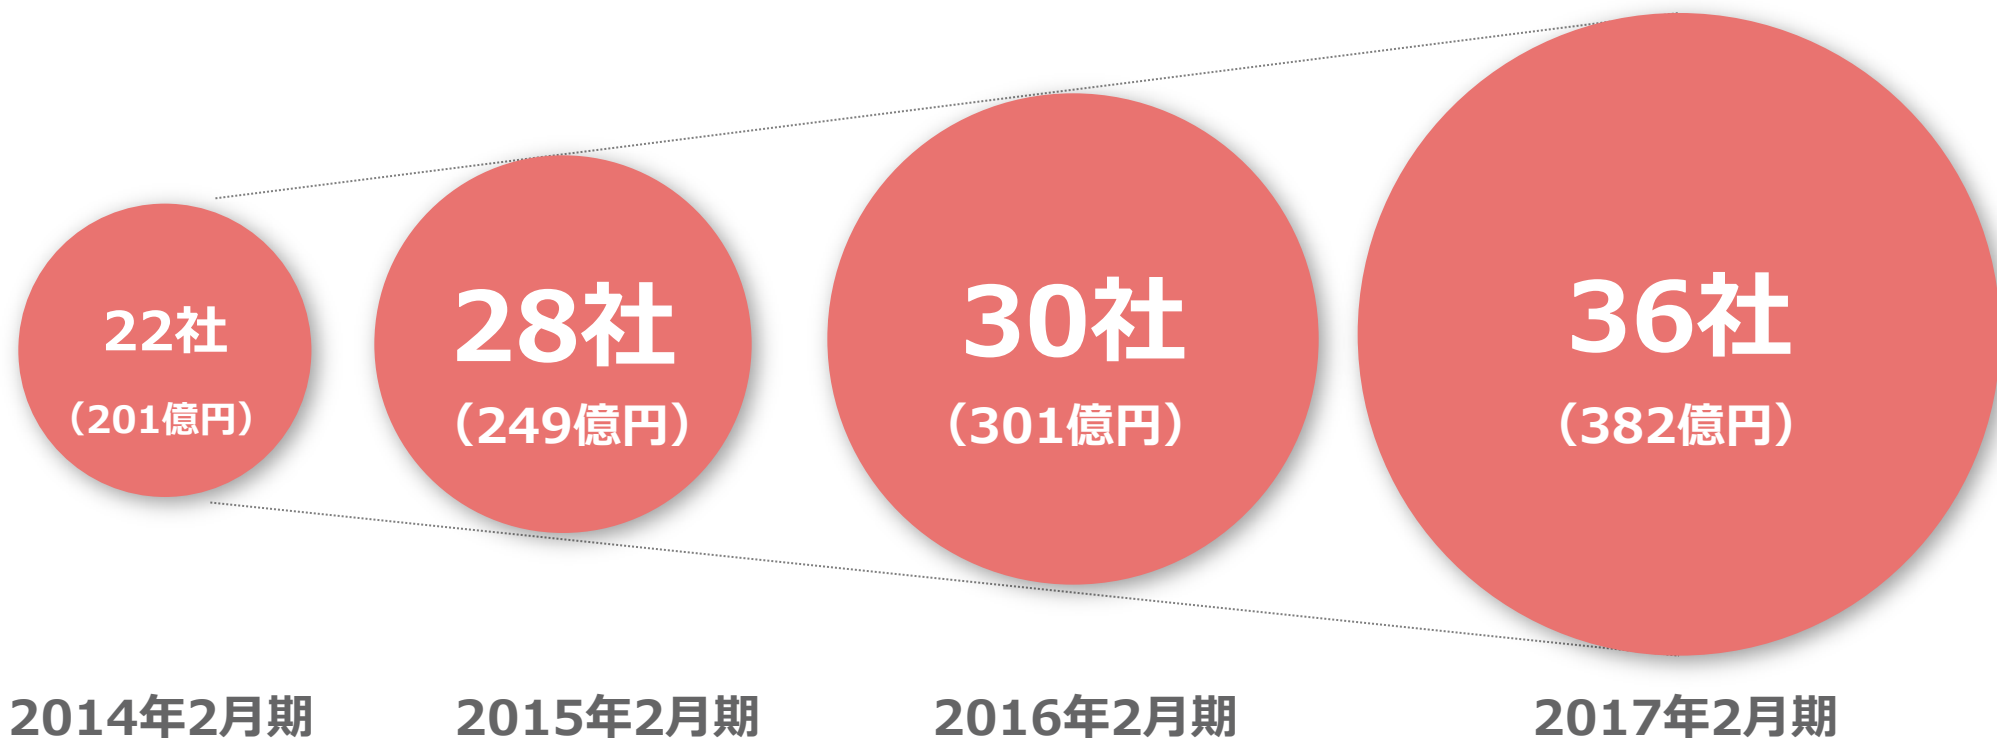 22社
（201億円）
28社
（249億円）
30社
（301億円）
36社
（382億円）
2014年2月期
2015年2月期
2016年2月期
2017年2月期